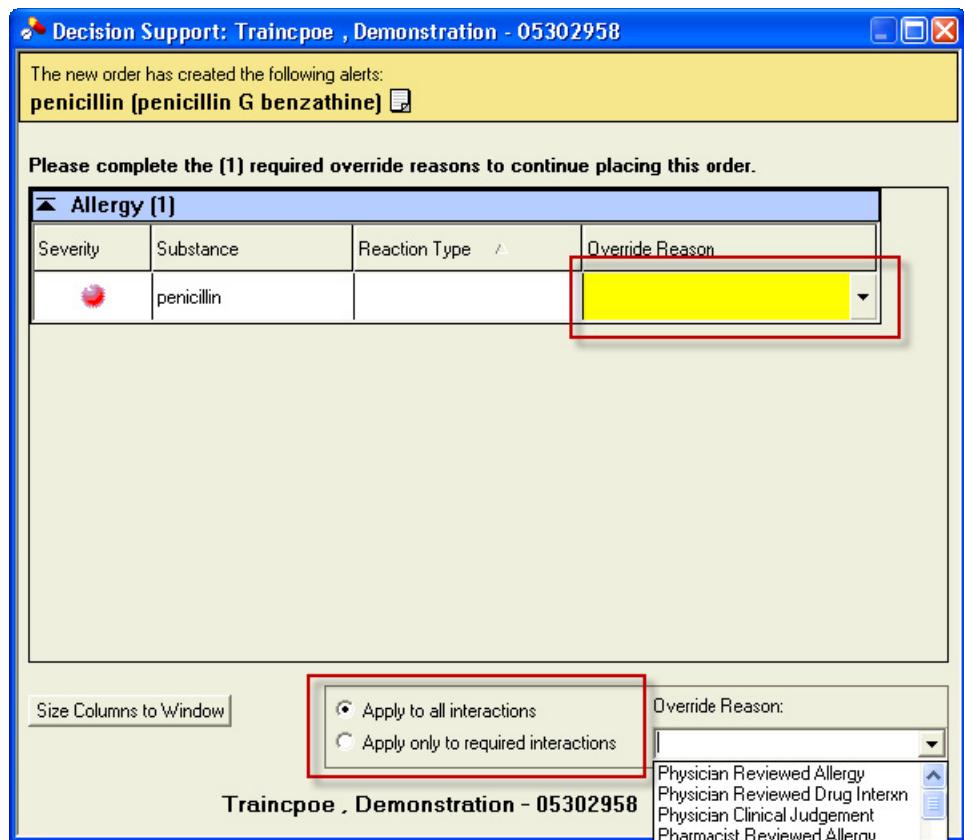 Decision Support: Traincpoe , Demonstration - 05302958
The new order has created the following alerts:
penicillin (penicillin G benzathine)
Please complete the (1) required override reasons to continue placing this order.
Allergy (1)
Severity Substance Reaction Type Override Reason
penicillin
Size Columns to Window
Apply to all interactions
Apply only to required interactions
Override Reason:
Physician Reviewed Allergy
Physician Reviewed Drug Interxn
Physician Clinical Judgement
Pharmacist Reviewed Allergy
Traincpoe , Demonstration - 05302958